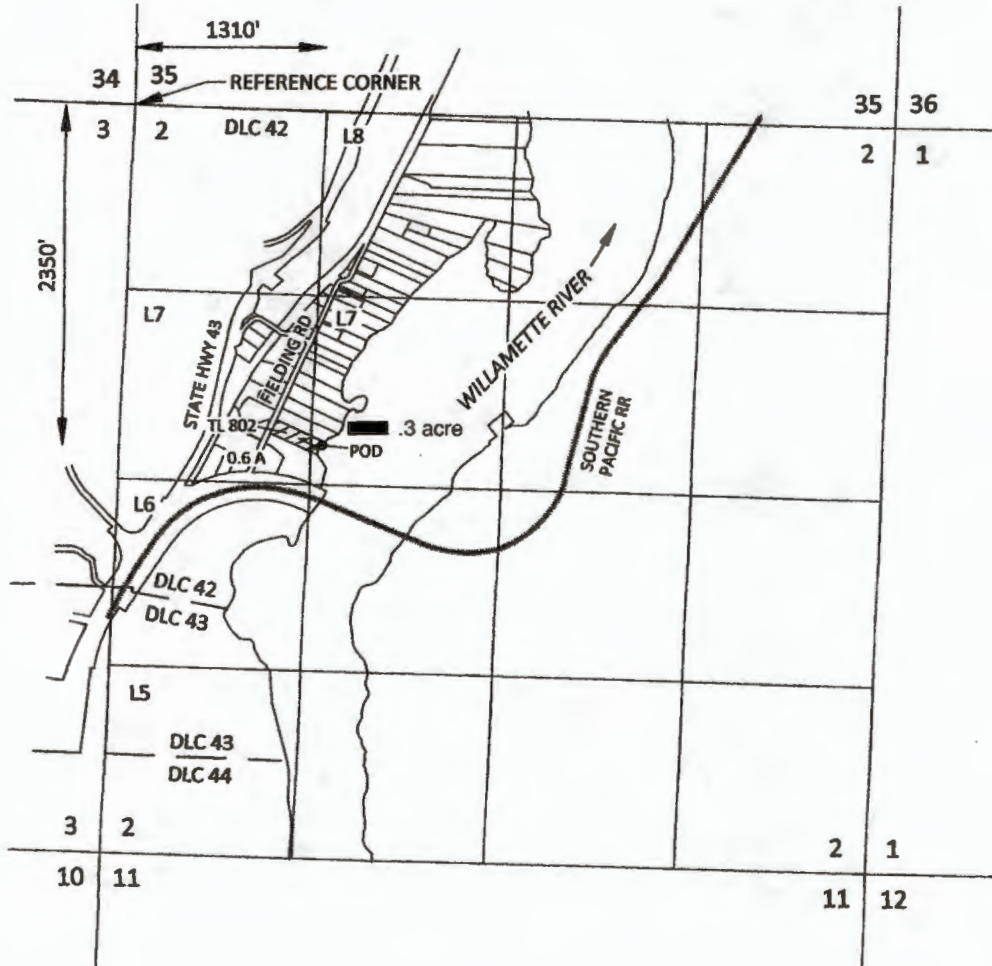 1310'
34 35
REFERENCE CORNER
35 36
3 2
DLC 42
L8
2 1
2350'
L7
L7
STATE HWY 43
FIELDING RD
WILLAMETTE RIVER
SOUTHERN
PACIFIC RR
TL 802
.3 acre
POD
0.6 A
L6
DLC 42
DLC 43
L5
DLC 43
DLC 44
3 2
2 1
10 11
11 12